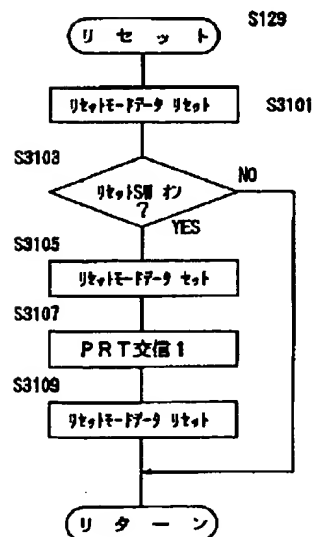 S129
リセット
リセットモードデータ リセット
S3101
S3103
リセットSW オン
?
NO
YES
S3105
リセットモードデータ セット
S3107
PRT交信1
S3109
リセットモードデータ リセット
リターン